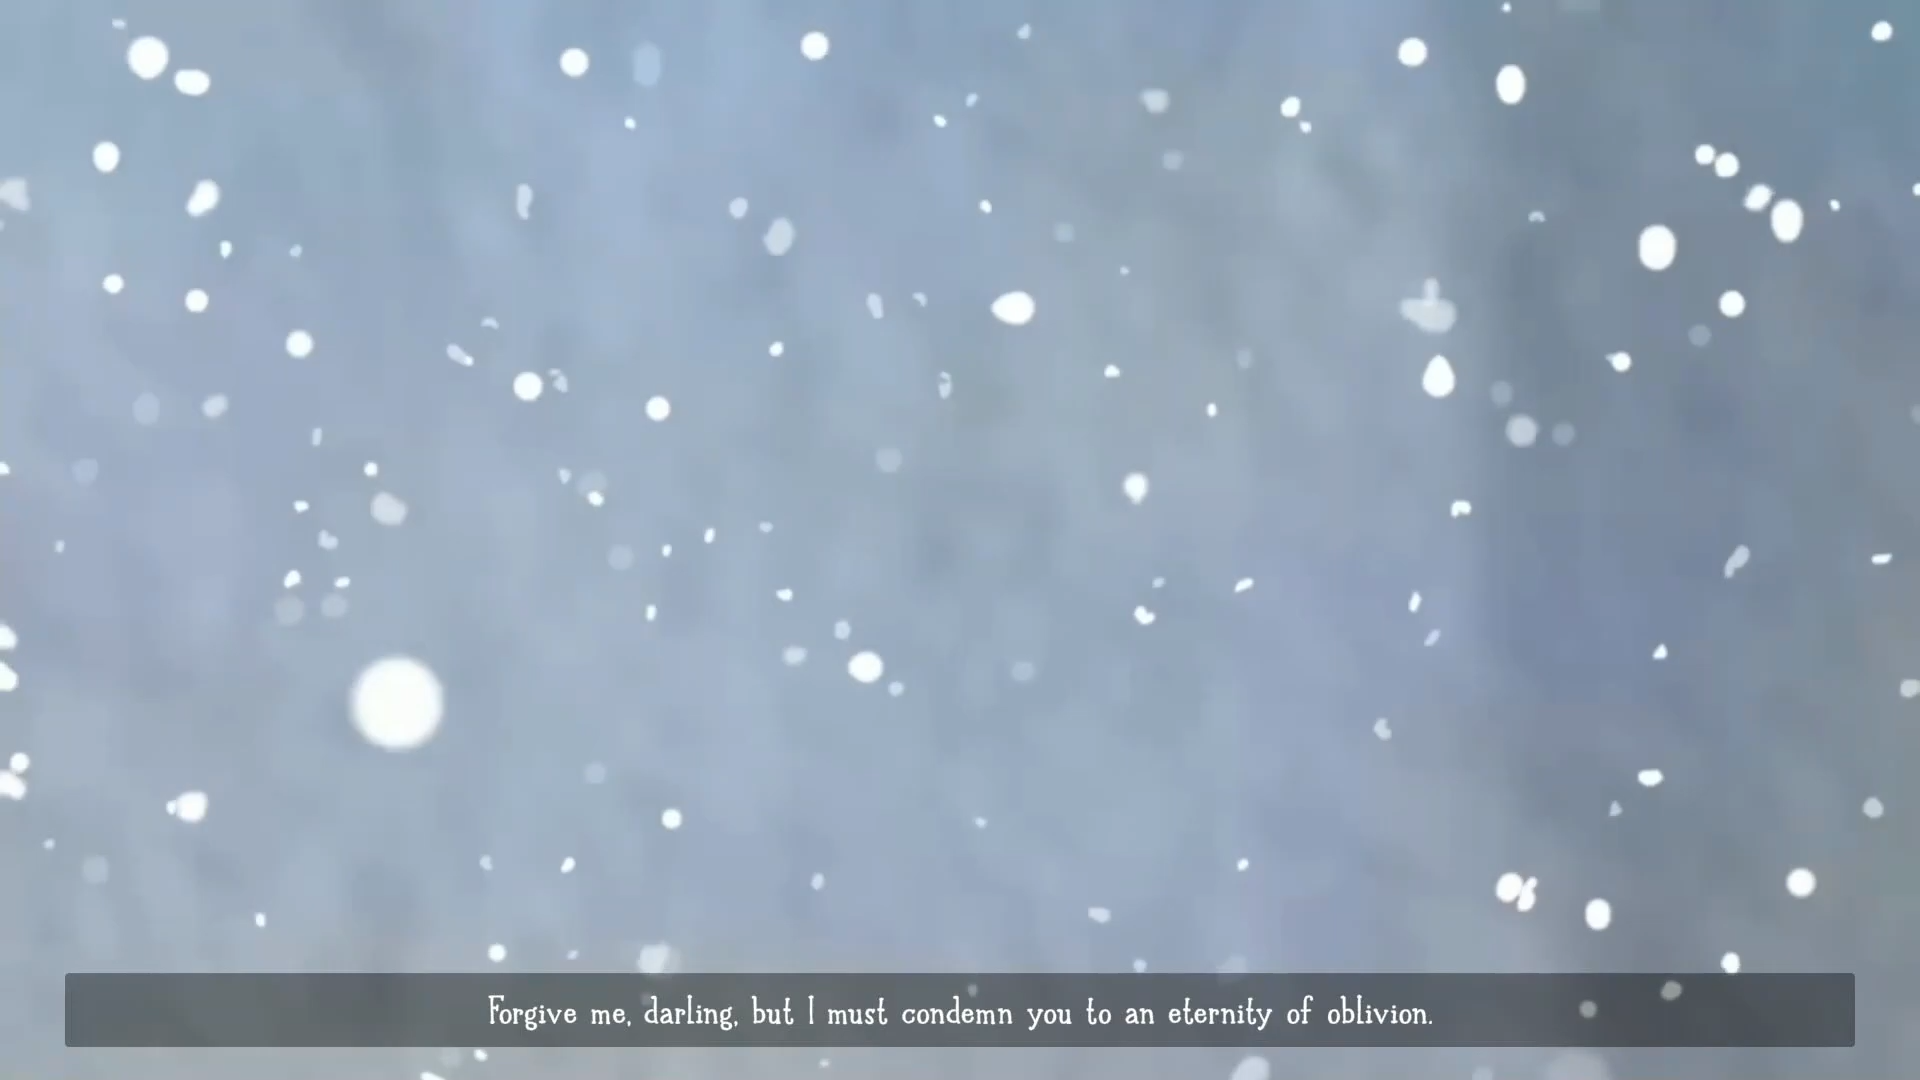 Forgive me, darling, but I must condemn you to an eternity of oblivion.